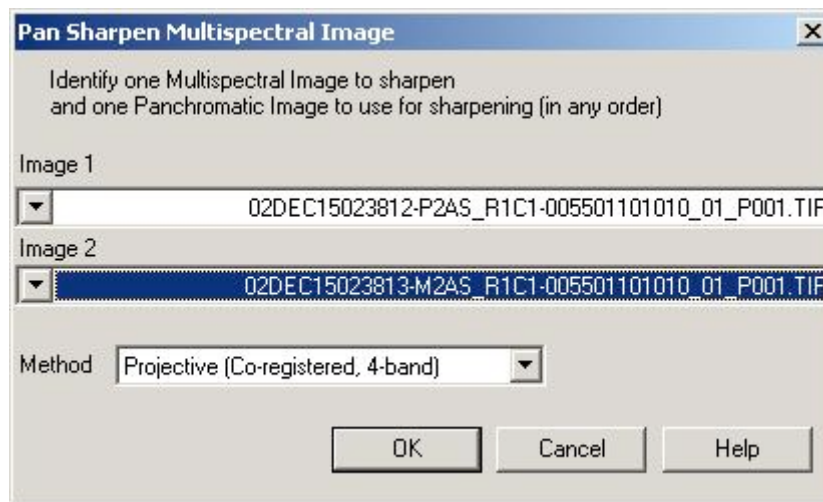 Pan Sharpen Multispectral Image
Identify one Multispectral Image to sharpen
and one Panchromatic Image to use for sharpening (in any order)
Image 1
02DEC15023812-P2AS_R1C1-005501101010_01_P001.TIF
Image 2
02DEC15023813-M2AS_R1C1-005501101010_01_P001.TIF
Method Projective (Co-registered, 4-band)
OK Cancel Help